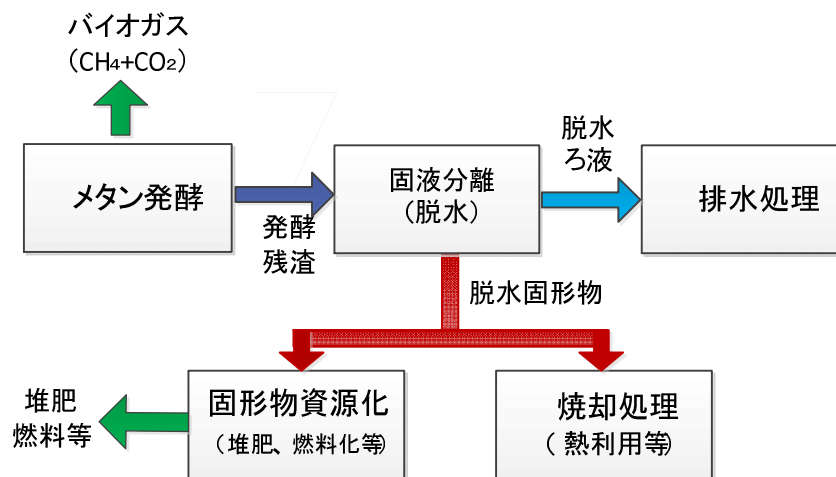 バイオガス
（CH₄+CO₂）
メタン発酵
発酵
残渣
固液分離
（脱水）
脱水
ろ液
排水処理
脱水固形物
堆肥
燃料等
固形物資源化
（堆肥、燃料化等）
焼却処理
（ 熱利用等）